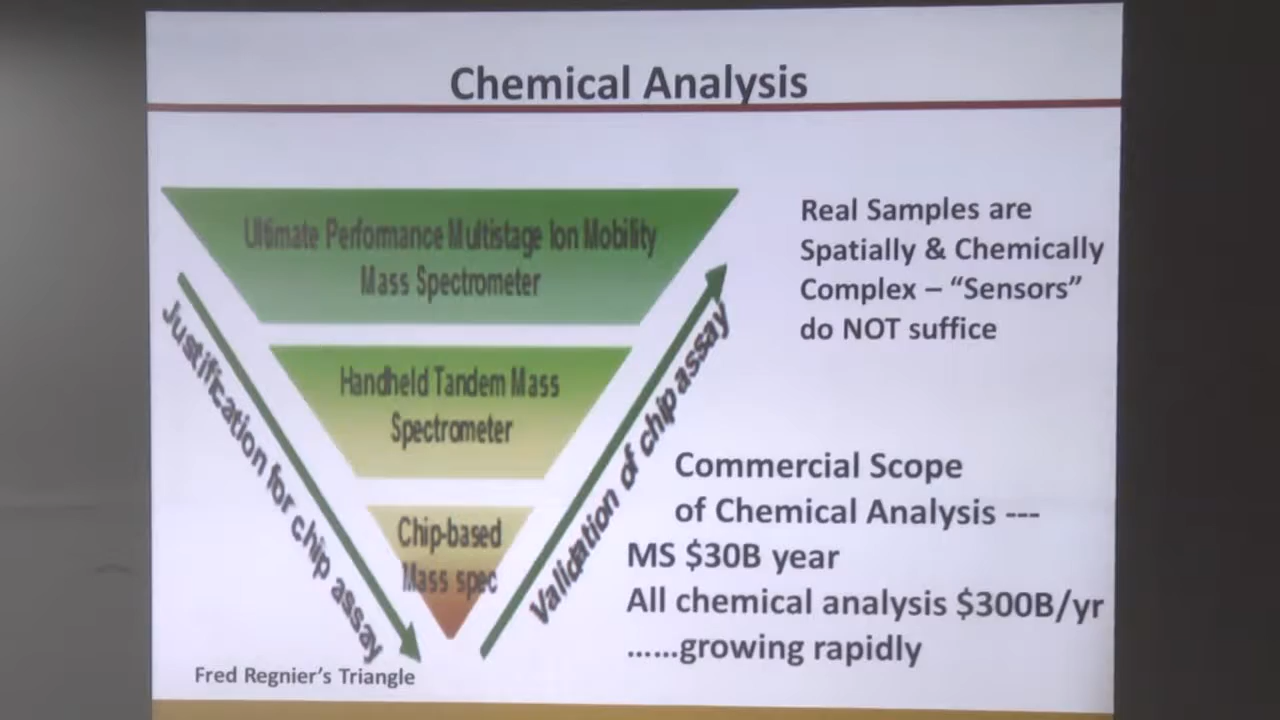 Chemical Analysis
Ultimate Performance Multistage Ion Mobility
Mass Spectrometer
Handheld Tandem Mass
Spectrometer
Chip-based
Mass spec
Justification for chip assay
Validation of chip assay
Fred Regnier's Triangle
Real Samples are
Spatially & Chemically
Complex – “Sensors”
do NOT suffice
Commercial Scope
of Chemical Analysis ---
MS $30B year
All chemical analysis $300B/yr
......growing rapidly